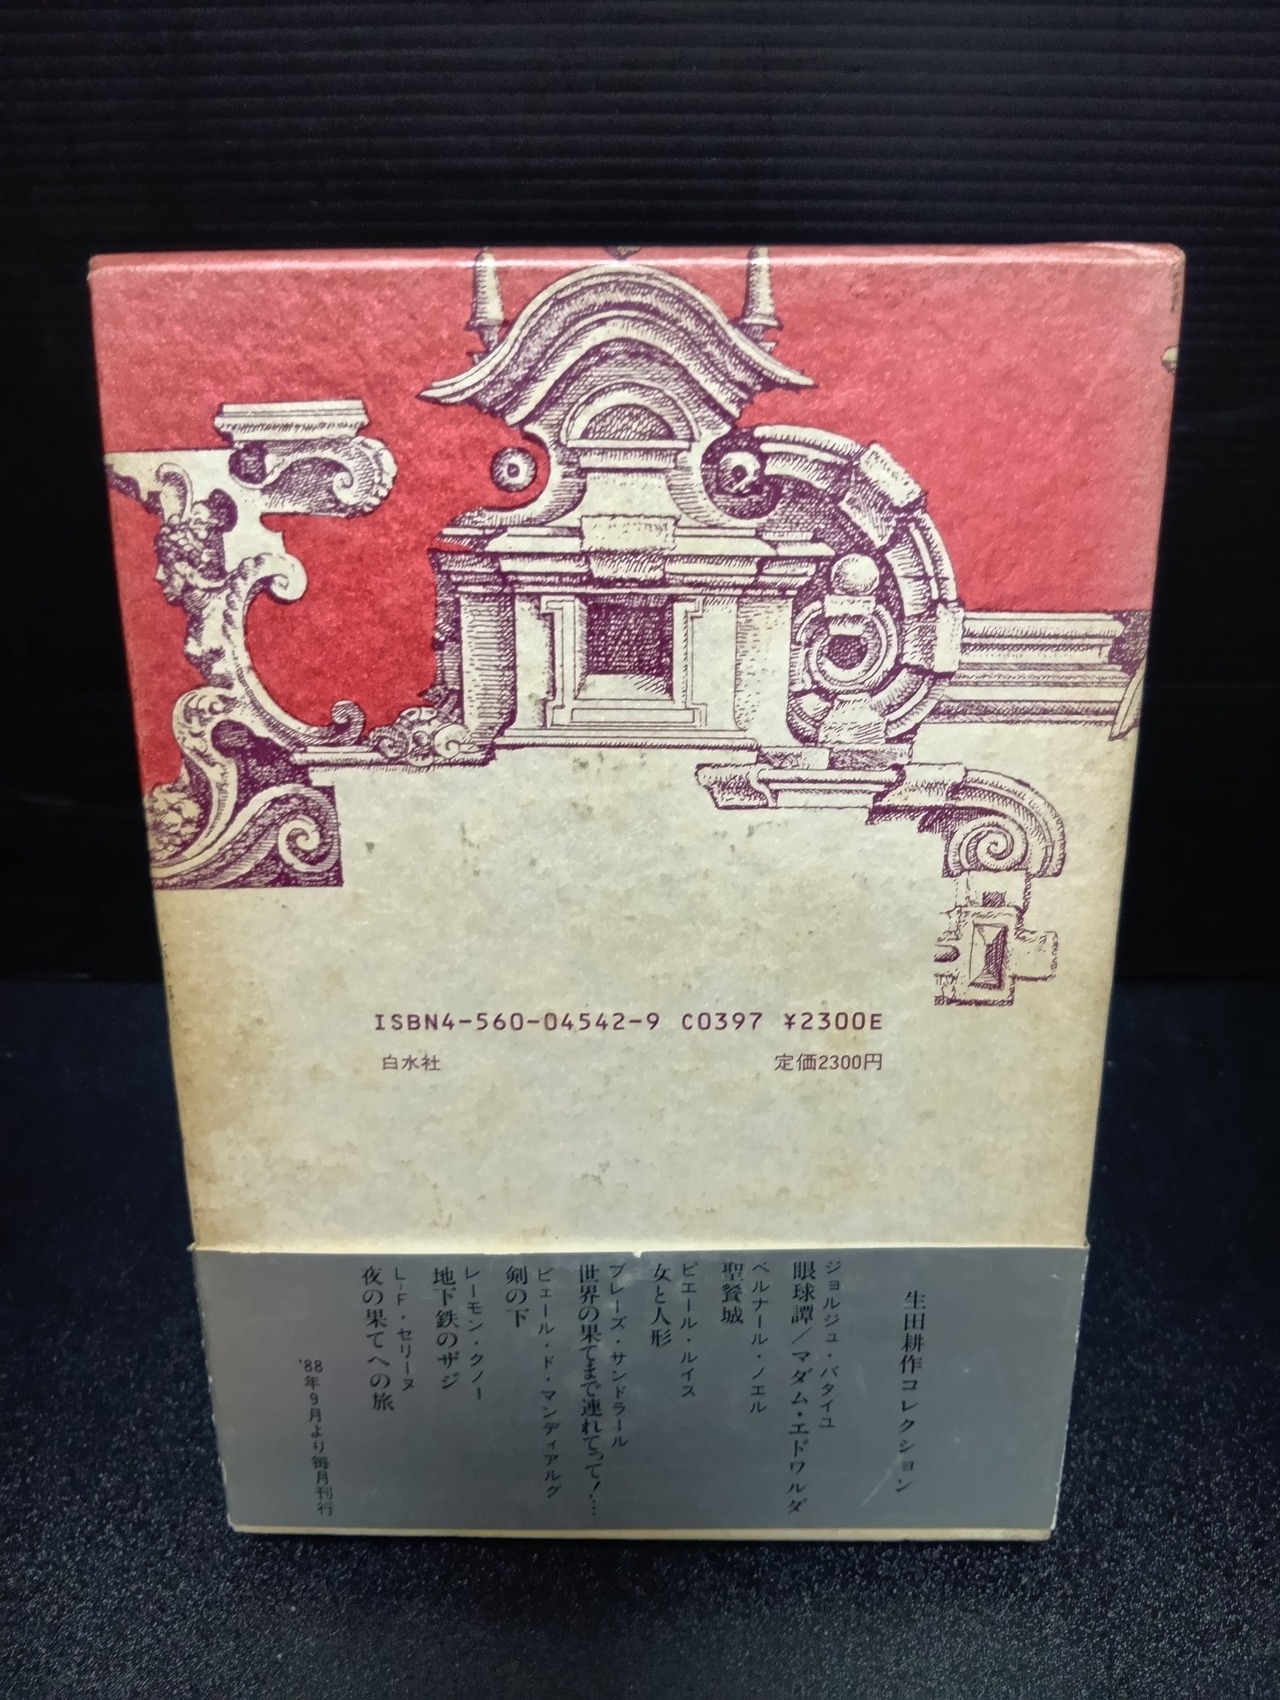 ISBN4-560-04542-9 C0397 ¥2300E
白水社 定価2300円
生田耕作コレクション
ジョルジュ・バタイユ
眼球譚／マダム・エドワルダ
ベルナール・ノエル
聖餐城
ピエール・ルイス
女と人形
ブレーズ・サンドラール
世界の果てまで連れてって！…
ピエール・ド・マンディアルグ
剣の下
レーモン・クノー
地下鉄のザジ
L-F・セリーヌ
夜の果てへの旅
'88年9月より毎月刊行